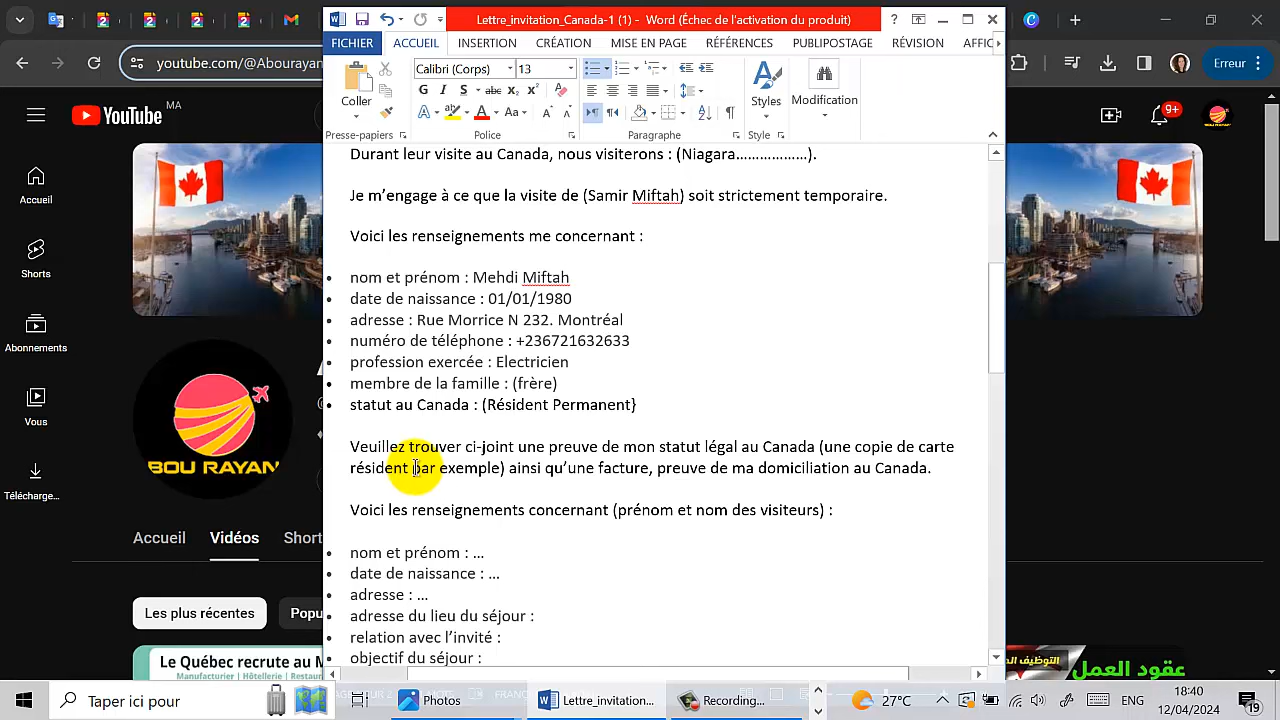 Lettre_invitation_Canada-1 (1) - Word (Échec de l'activation du produit)
FICHIER ACCUEIL INSERTION CRÉATION MISE EN PAGE RÉFÉRENCES PUBLIPOSTAGE RÉVISION AFFIC
youtube.com/@Abourayan
Erreur
Calibri (Corps) 13
Coller
Styles
Modification
Presse-papiers Police Paragraphe Style
YouTube MA
9+
Accueil
Shorts
Abonnements
Vous
Télécharge...
BOU RAYAN
Accueil Vidéos Short
Les plus récentes Popu
Le Québec recrute au M
Manufacturier | Hôtellerie | Restaura
عقود العمل
Durant leur visite au Canada, nous visiterons : (Niagara………………).
Je m’engage à ce que la visite de (Samir Miftah) soit strictement temporaire.
Voici les renseignements me concernant :
• nom et prénom : Mehdi Miftah
• date de naissance : 01/01/1980
• adresse : Rue Morrice N 232. Montréal
• numéro de téléphone : +236721632633
• profession exercée : Electricien
• membre de la famille : (frère)
• statut au Canada : (Résident Permanent}
Veuillez trouver ci-joint une preuve de mon statut légal au Canada (une copie de carte
résident par exemple) ainsi qu’une facture, preuve de ma domiciliation au Canada.
Voici les renseignements concernant (prénom et nom des visiteurs) :
• nom et prénom : …
• date de naissance : …
• adresse : …
• adresse du lieu du séjour :
• relation avec l’invité :
• objectif du séjour :
Taper ici pour
Photos
Lettre_invitation...
Recording...
27°C
18:40
12/04/2024
19